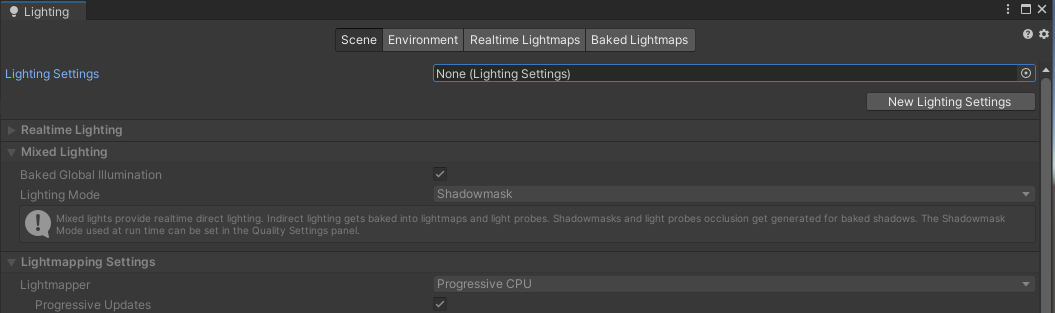 Lighting
Scene Environment Realtime Lightmaps Baked Lightmaps
Lighting Settings None (Lighting Settings)
New Lighting Settings
Realtime Lighting
Mixed Lighting
Baked Global Illumination
Lighting Mode Shadowmask
Mixed lights provide realtime direct lighting. Indirect lighting gets baked into lightmaps and light probes. Shadowmasks and light probes occlusion get generated for baked shadows. The Shadowmask
Mode used at run time can be set in the Quality Settings panel.
Lightmapping Settings
Lightmapper Progressive CPU
Progressive Updates